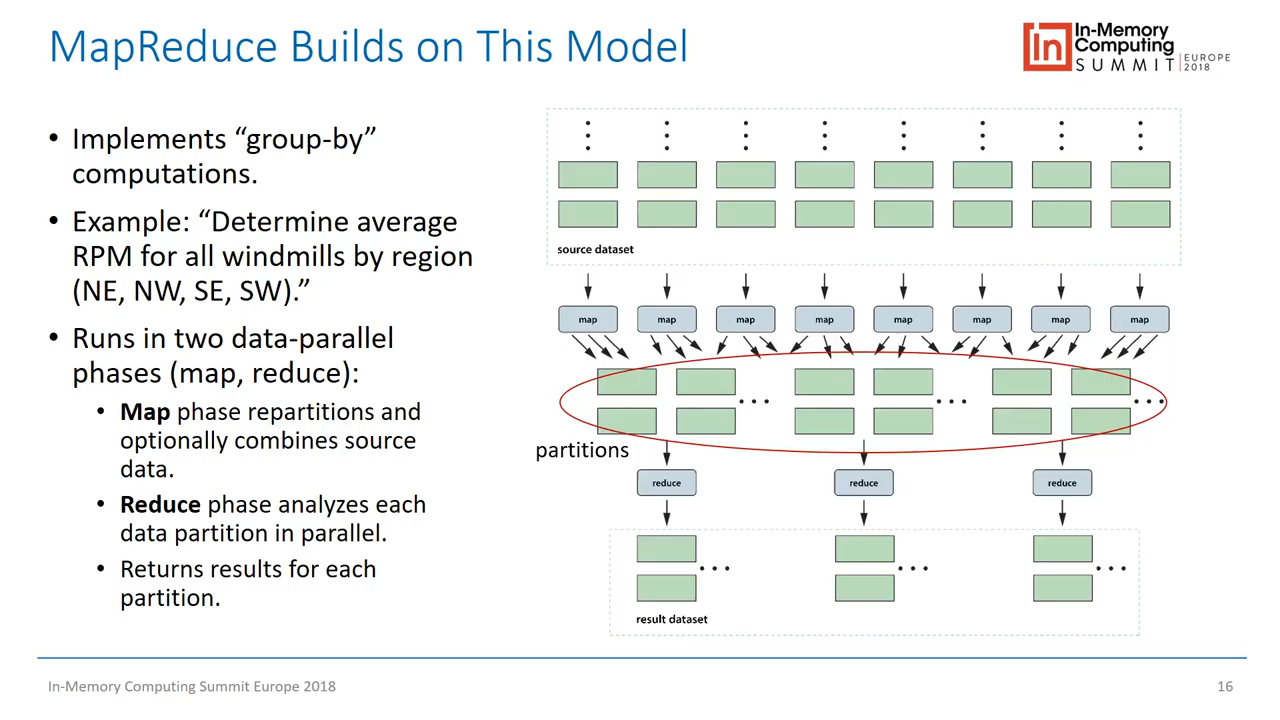 MapReduce Builds on This Model
In In-Memory
Computing
SUMMIT
EUROPE
2018
• Implements “group-by”
computations.
• Example: “Determine average
RPM for all windmills by region
(NE, NW, SE, SW).”
• Runs in two data-parallel
phases (map, reduce):
• Map phase repartitions and
optionally combines source
data.
• Reduce phase analyzes each
data partition in parallel.
• Returns results for each
partition.
source dataset
map map map map map map map map
partitions
reduce reduce reduce
result dataset
In-Memory Computing Summit Europe 2018
16